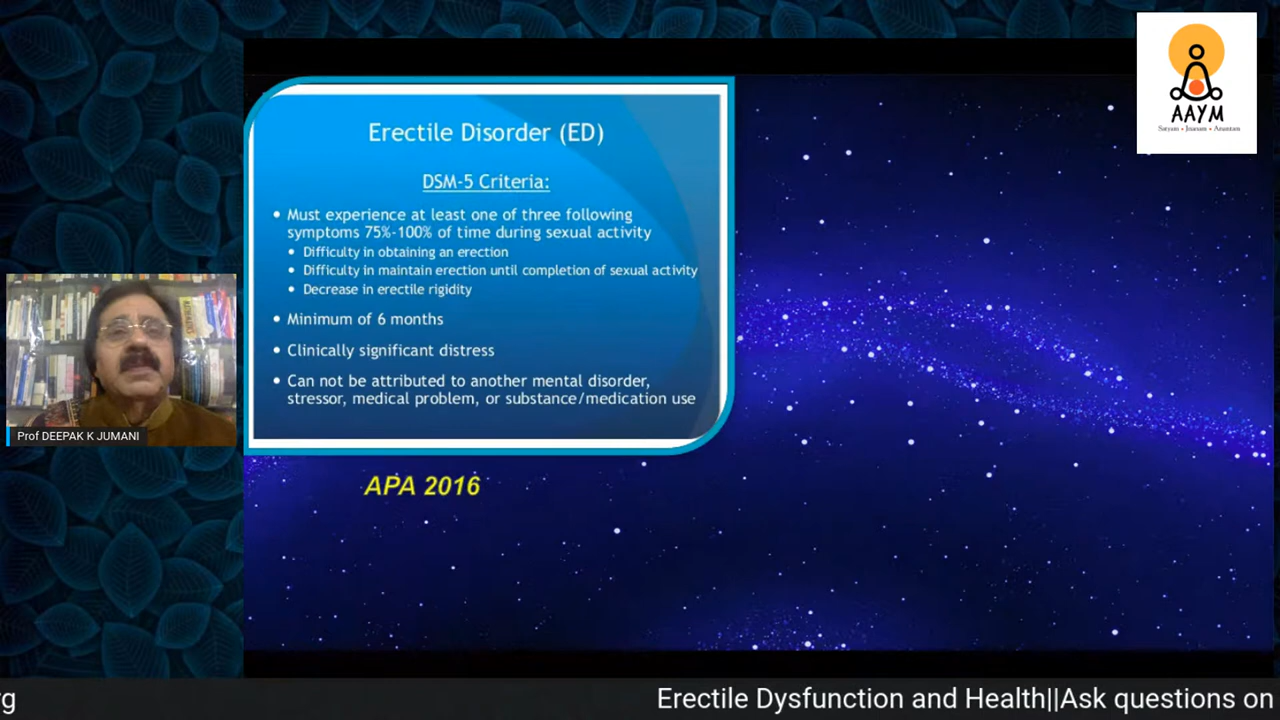 AAYM
Satyam • Jnanam • Anantam
Erectile Disorder (ED)
DSM-5 Criteria:
• Must experience at least one of three following
symptoms 75%-100% of time during sexual activity
• Difficulty in obtaining an erection
• Difficulty in maintain erection until completion of sexual activity
• Decrease in erectile rigidity
• Minimum of 6 months
• Clinically significant distress
• Can not be attributed to another mental disorder,
stressor, medical problem, or substance/medication use
APA 2016
Prof DEEPAK K JUMANI
rg
Erectile Dysfunction and Health||Ask questions on